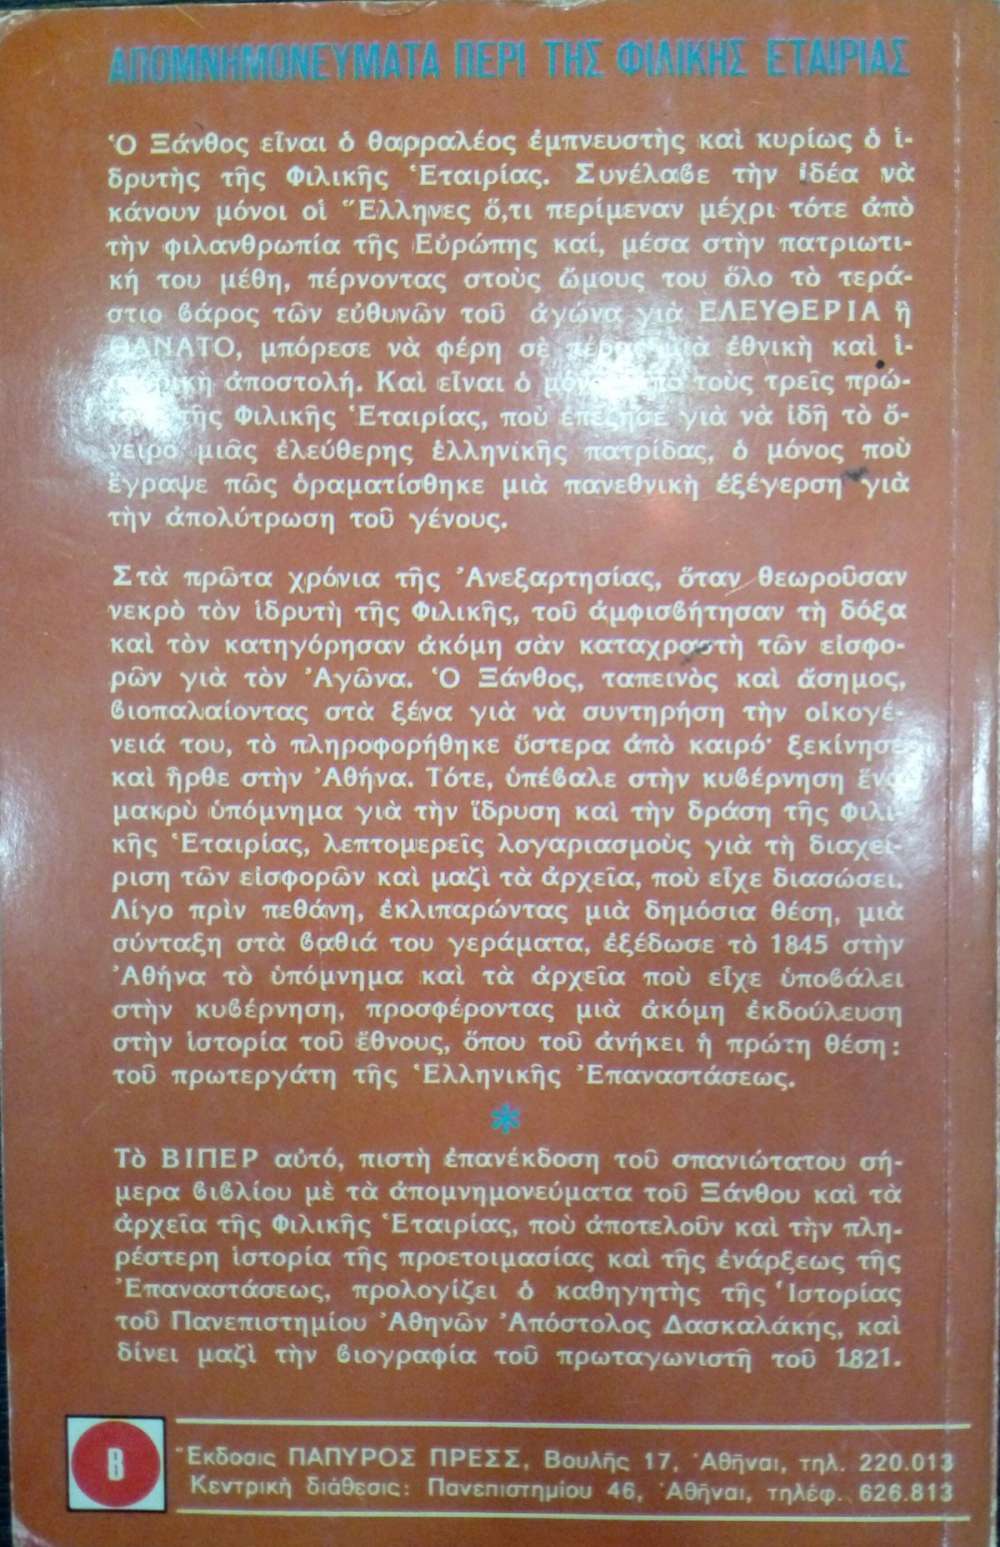 ΑΠΟΜΝΗΜΟΝΕΥΜΑΤΑ ΠΕΡΙ ΤΗΣ ΦΙΛΙΚΗΣ ΕΤΑΙΡΙΑΣ
Ὁ Ξάνθος εἶναι ὁ θαρραλέος ἐμπνευστὴς καὶ κυρίως ὁ ἱ-
δρυτὴς τῆς Φιλικῆς Ἑταιρίας. Συνέλαβε τὴν ἰδέα νὰ
κάνουν μόνοι οἱ Ἕλληνες ὅ,τι περίμεναν μέχρι τότε ἀπὸ
τὴν φιλανθρωπία τῆς Εὐρώπης καί, μέσα στὴν πατριωτι-
κή του μέθη, πέρνοντας στοὺς ὤμους του ὅλο τὸ τερά-
στιο βάρος τῶν εὐθυνῶν τοῦ ἀγώνα γιὰ ΕΛΕΥΘΕΡΙΑ ἢ
ΘΑΝΑΤΟ, μπόρεσε νὰ φέρη σὲ πέρας μιὰ ἐθνικὴ καὶ ἱ-
ἀποστολή. Καὶ εἶναι ὁ μόνος ἀπὸ τοὺς τρεῖς πρώ-
τῆς Φιλικῆς Ἑταιρίας, ποὺ ἐπέζησε γιὰ νὰ ἰδῆ τὸ ὄ-
νειρο μιᾶς ἐλεύθερης ἑλληνικῆς πατρίδας, ὁ μόνος ποὺ
ἔγραψε πῶς ὁραματίσθηκε μιὰ πανεθνικὴ ἐξέγερση γιὰ
τὴν ἀπολύτρωση τοῦ γένους.
Στὰ πρῶτα χρόνια τῆς Ἀνεξαρτησίας, ὅταν θεωροῦσαν
νεκρὸ τὸν ἱδρυτὴ τῆς Φιλικῆς, τοῦ ἀμφισβήτησαν τὴ δόξα
καὶ τὸν κατηγόρησαν ἀκόμη σὰν καταχραστὴ τῶν εἰσφο-
ρῶν γιὰ τὸν Ἀγῶνα. Ὁ Ξάνθος, ταπεινὸς καὶ ἄσημος,
βιοπαλαίοντας στὰ ξένα γιὰ νὰ συντηρήση τὴν οἰκογέ-
νειά του, τὸ πληροφορήθηκε ὕστερα ἀπὸ καιρό· ξεκίνησε
καὶ ἦρθε στὴν Ἀθήνα. Τότε, ὑπέβαλε στὴν κυβέρνηση ἕνα
μακρὺ ὑπόμνημα γιὰ τὴν ἵδρυση καὶ τὴν δράση τῆς Φιλι-
κῆς Ἑταιρίας, λεπτομερεῖς λογαριασμοὺς γιὰ τὴ διαχεί-
ριση τῶν εἰσφορῶν καὶ μαζὶ τὰ ἀρχεῖα, ποὺ εἶχε διασώσει.
Λίγο πρὶν πεθάνη, ἐκλιπαρώντας μιὰ δημόσια θέση, μιὰ
σύνταξη στὰ βαθιά του γεράματα, ἐξέδωσε τὸ 1845 στὴν
Ἀθήνα τὸ ὑπόμνημα καὶ τὰ ἀρχεῖα ποὺ εἶχε ὑποβάλει
στὴν κυβέρνηση, προσφέροντας μιὰ ἀκόμη ἐκδούλευση
στὴν ἱστορία τοῦ ἔθνους, ὅπου τοῦ ἀνήκει ἡ πρώτη θέση:
τοῦ πρωτεργάτη τῆς Ἑλληνικῆς Ἐπαναστάσεως.
*
Τὸ ΒΙΠΕΡ αὐτό, πιστὴ ἐπανέκδοση τοῦ σπανιώτατου σή-
μερα βιβλίου μὲ τὰ ἀπομνημονεύματα τοῦ Ξάνθου καὶ τὰ
ἀρχεῖα τῆς Φιλικῆς Ἑταιρίας, ποὺ ἀποτελοῦν καὶ τὴν πλη-
ρέστερη ἱστορία τῆς προετοιμασίας καὶ τῆς ἐνάρξεως τῆς
Ἐπαναστάσεως, προλογίζει ὁ καθηγητὴς τῆς Ἱστορίας
τοῦ Πανεπιστημίου Ἀθηνῶν Ἀπόστολος Δασκαλάκης, καὶ
δίνει μαζὶ τὴν βιογραφία τοῦ πρωταγωνιστῆ τοῦ 1821.
Β
Ἔκδοσις ΠΑΠΥΡΟΣ ΠΡΕΣΣ, Βουλῆς 17, Ἀθῆναι, τηλ. 220.013
Κεντρικὴ διάθεσις: Πανεπιστημίου 46, Ἀθῆναι, τηλέφ. 626.813